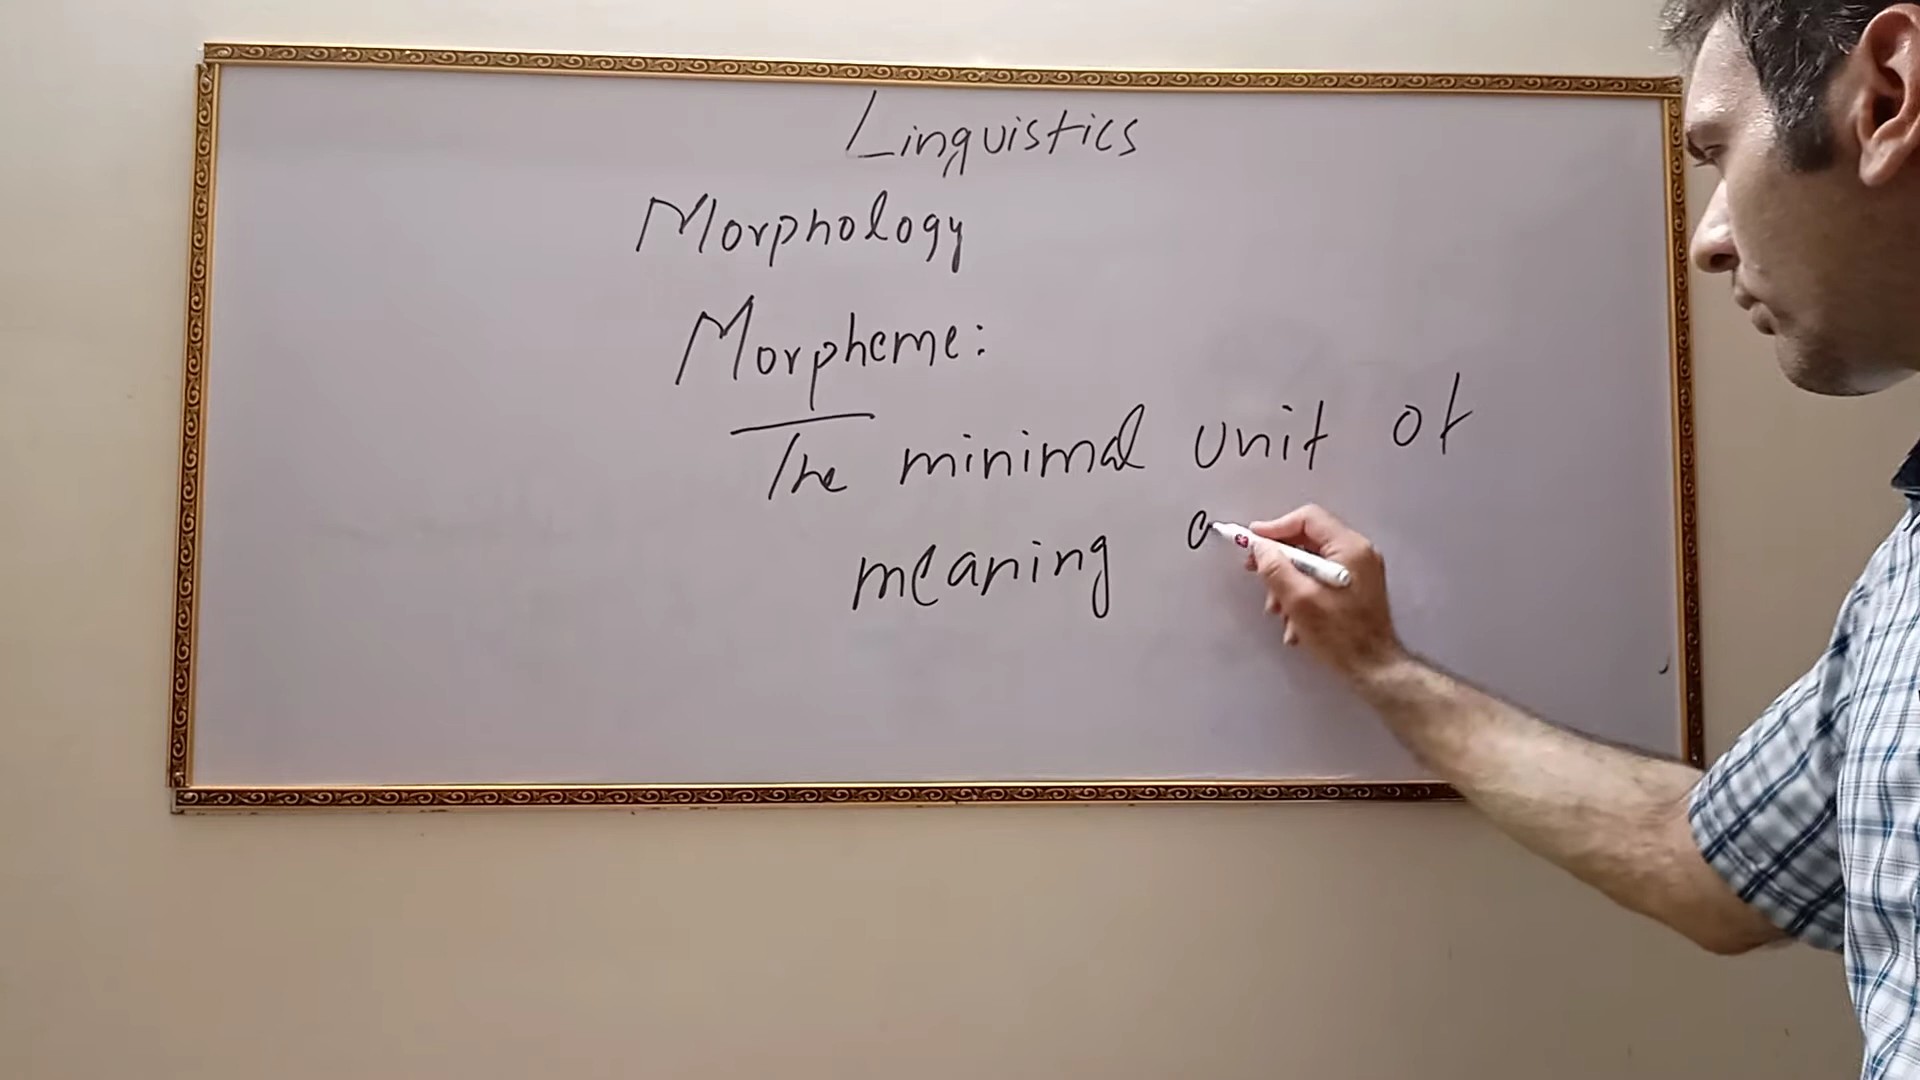 Linguistics
Morphology
Morpheme:
The minimal unit of
meaning